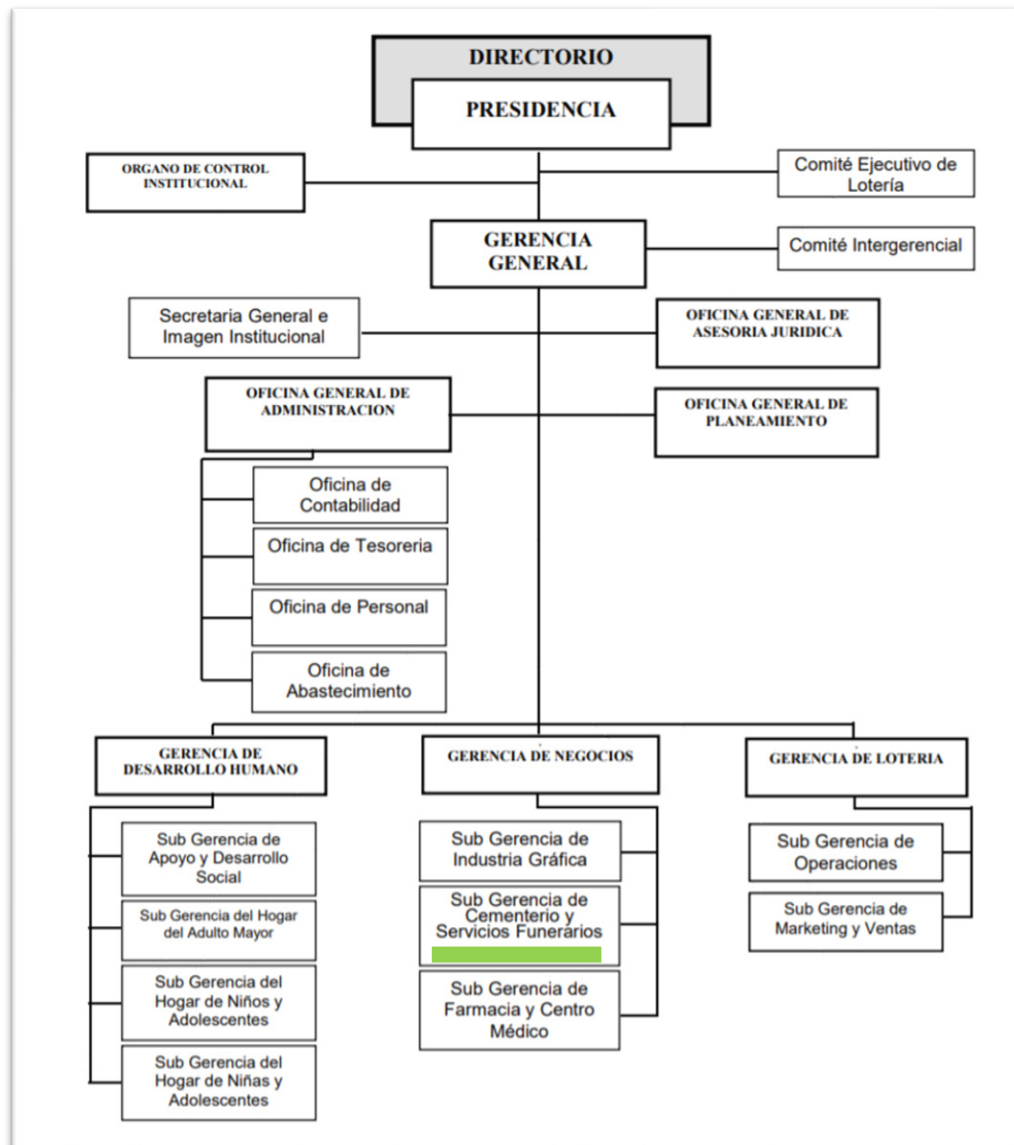 DIRECTORIO
PRESIDENCIA
ORGANO DE CONTROL
INSTITUCIONAL
Comité Ejecutivo de
Lotería
GERENCIA
GENERAL
Comité Intergerencial
Secretaria General e
Imagen Institucional
OFICINA GENERAL DE
ASESORIA JURIDICA
OFICINA GENERAL DE
ADMINISTRACION
OFICINA GENERAL DE
PLANEAMIENTO
Oficina de
Contabilidad
Oficina de Tesoreria
Oficina de Personal
Oficina de
Abastecimiento
GERENCIA DE
DESARROLLO HUMANO
Sub Gerencia de
Apoyo y Desarrollo
Social
Sub Gerencia del Hogar
del Adulto Mayor
Sub Gerencia del
Hogar de Niños y
Adolescentes
Sub Gerencia del
Hogar de Niñas y
Adolescentes
GERENCIA DE NEGOCIOS
Sub Gerencia de
Industria Gráfica
Sub Gerencia de
Cementerio y
Servicios Funerários
Sub Gerencia de
Farmacia y Centro
Médico
GERENCIA DE LOTERIA
Sub Gerencia de
Operaciones
Sub Gerencia de
Marketing y Ventas